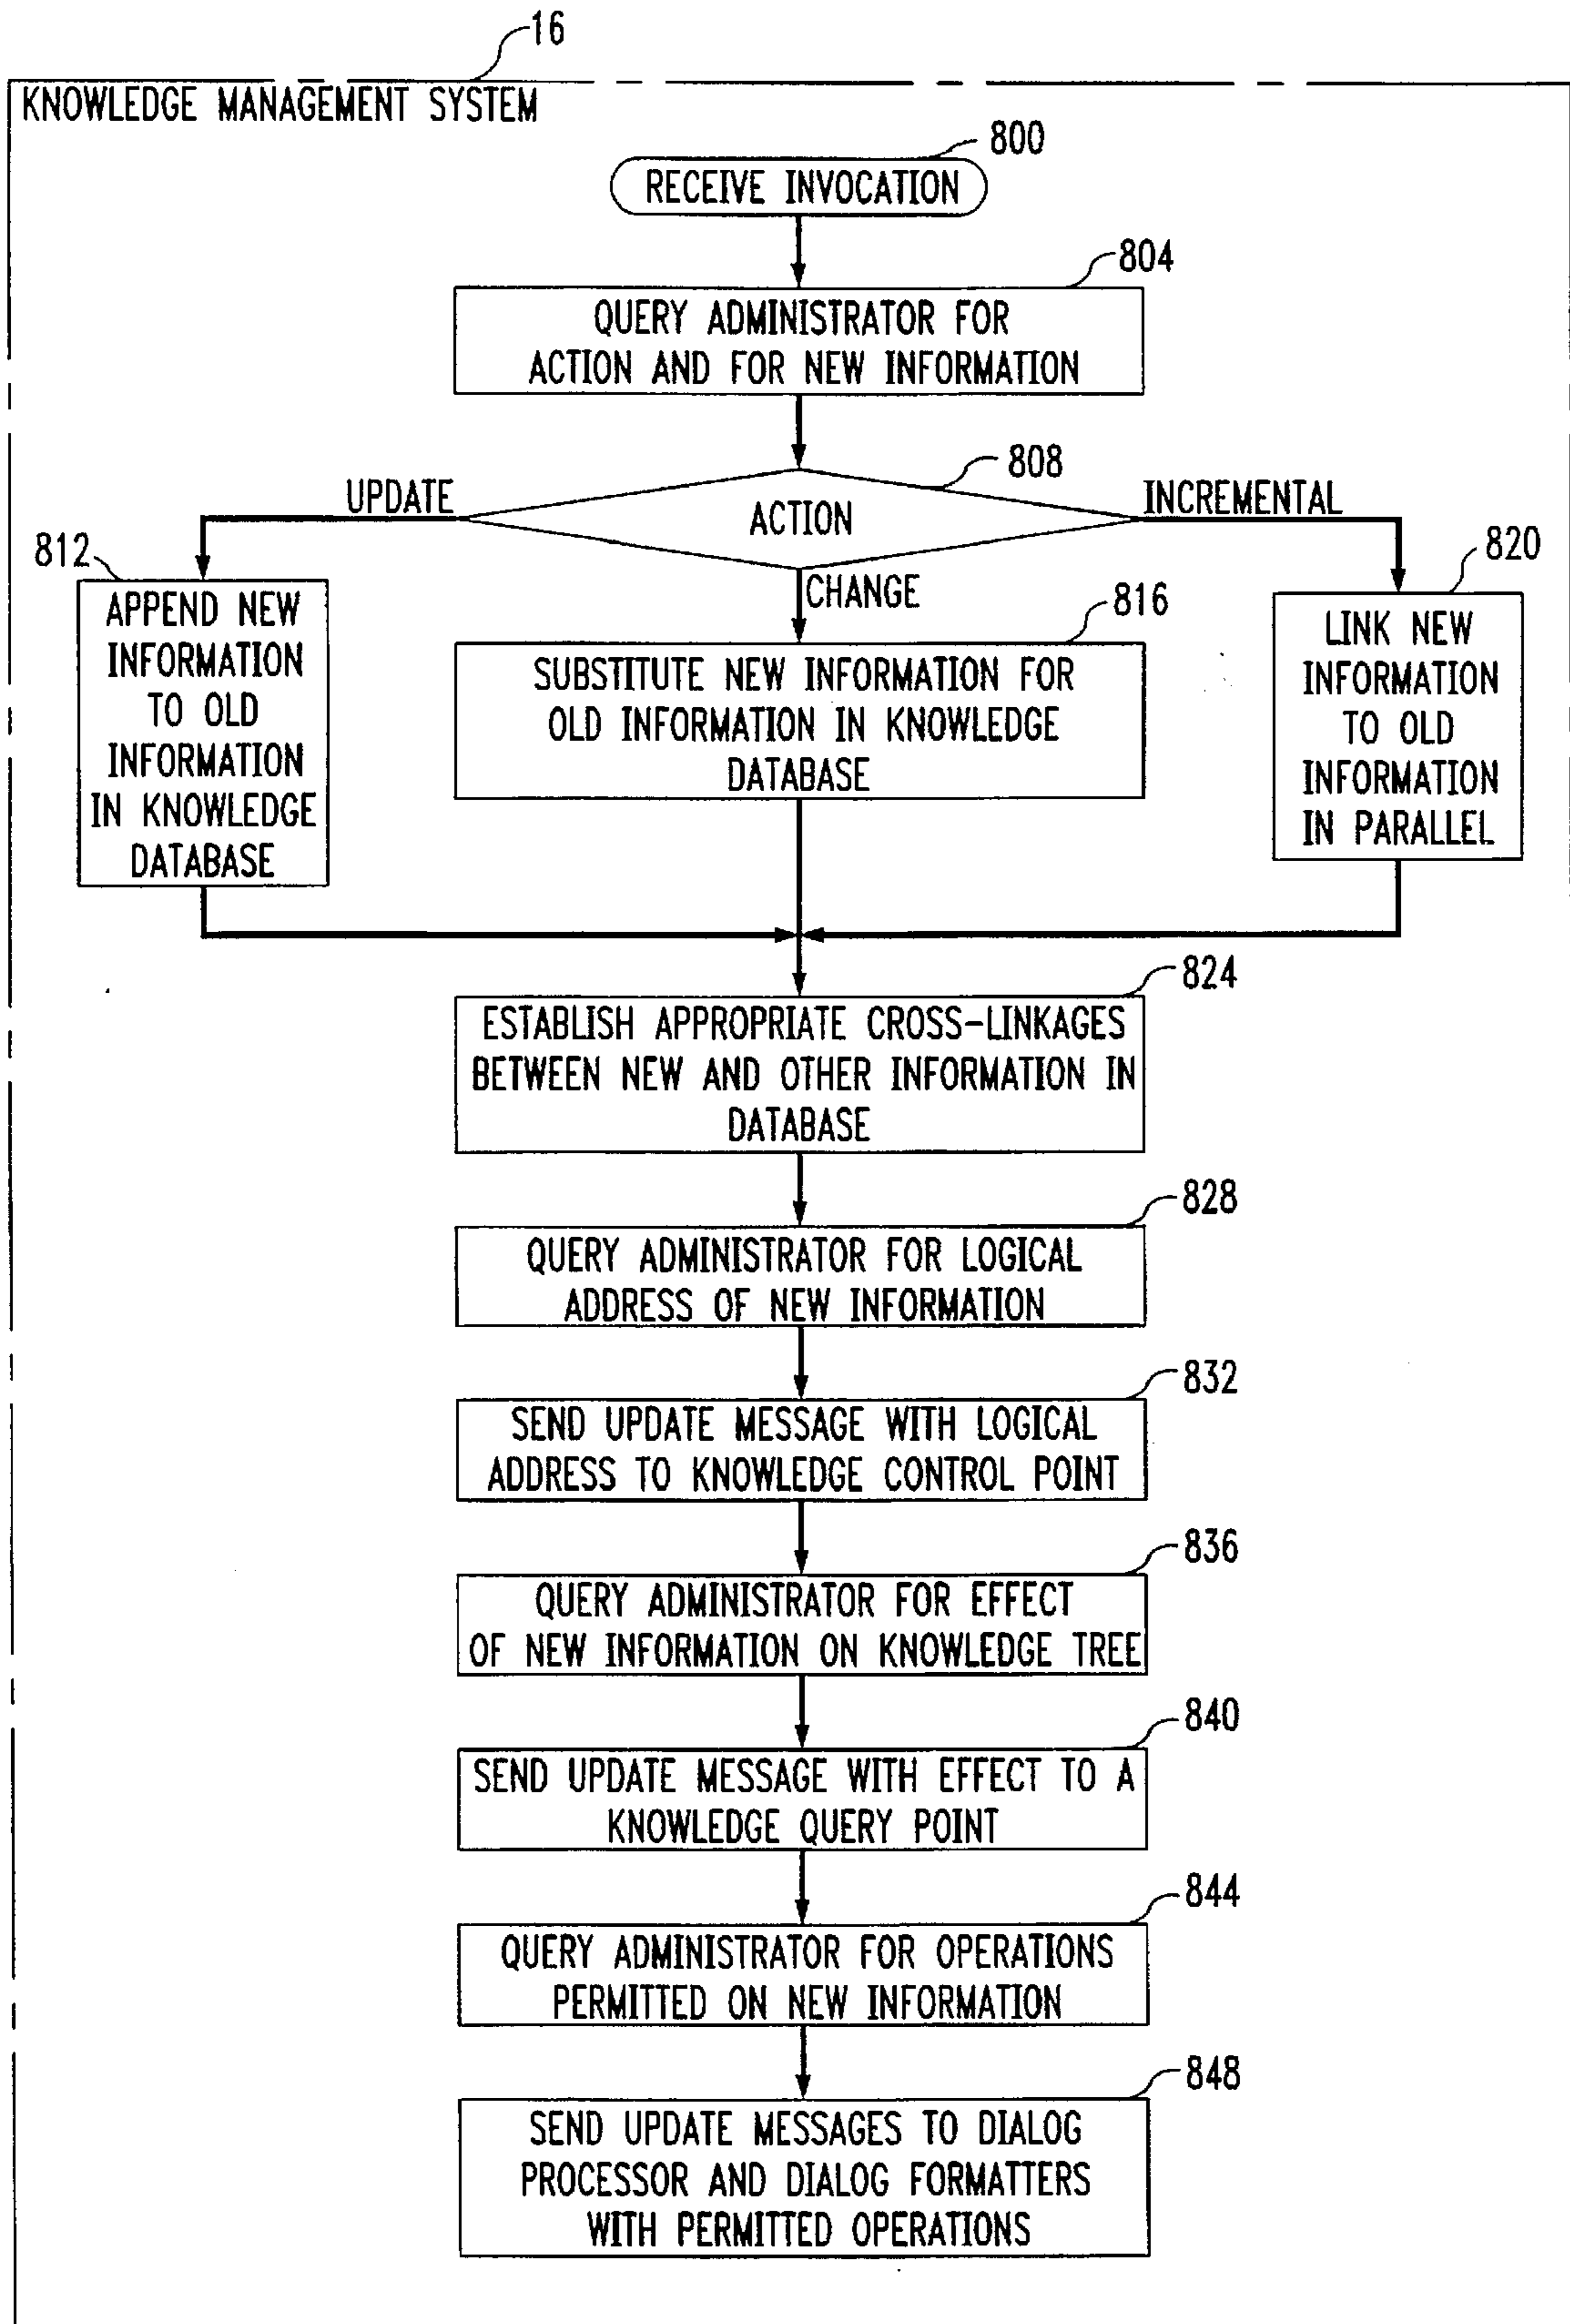 16
KNOWLEDGE MANAGEMENT SYSTEM
800
RECEIVE INVOCATION
804
QUERY ADMINISTRATOR FOR
ACTION AND FOR NEW INFORMATION
808
UPDATE
ACTION
INCREMENTAL
CHANGE
812
APPEND NEW
INFORMATION
TO OLD
INFORMATION
IN KNOWLEDGE
DATABASE
816
SUBSTITUTE NEW INFORMATION FOR
OLD INFORMATION IN KNOWLEDGE
DATABASE
820
LINK NEW
INFORMATION
TO OLD
INFORMATION
IN PARALLEL
824
ESTABLISH APPROPRIATE CROSS-LINKAGES
BETWEEN NEW AND OTHER INFORMATION IN
DATABASE
828
QUERY ADMINISTRATOR FOR LOGICAL
ADDRESS OF NEW INFORMATION
832
SEND UPDATE MESSAGE WITH LOGICAL
ADDRESS TO KNOWLEDGE CONTROL POINT
836
QUERY ADMINISTRATOR FOR EFFECT
OF NEW INFORMATION ON KNOWLEDGE TREE
840
SEND UPDATE MESSAGE WITH EFFECT TO A
KNOWLEDGE QUERY POINT
844
QUERY ADMINISTRATOR FOR OPERATIONS
PERMITTED ON NEW INFORMATION
848
SEND UPDATE MESSAGES TO DIALOG
PROCESSOR AND DIALOG FORMATTERS
WITH PERMITTED OPERATIONS